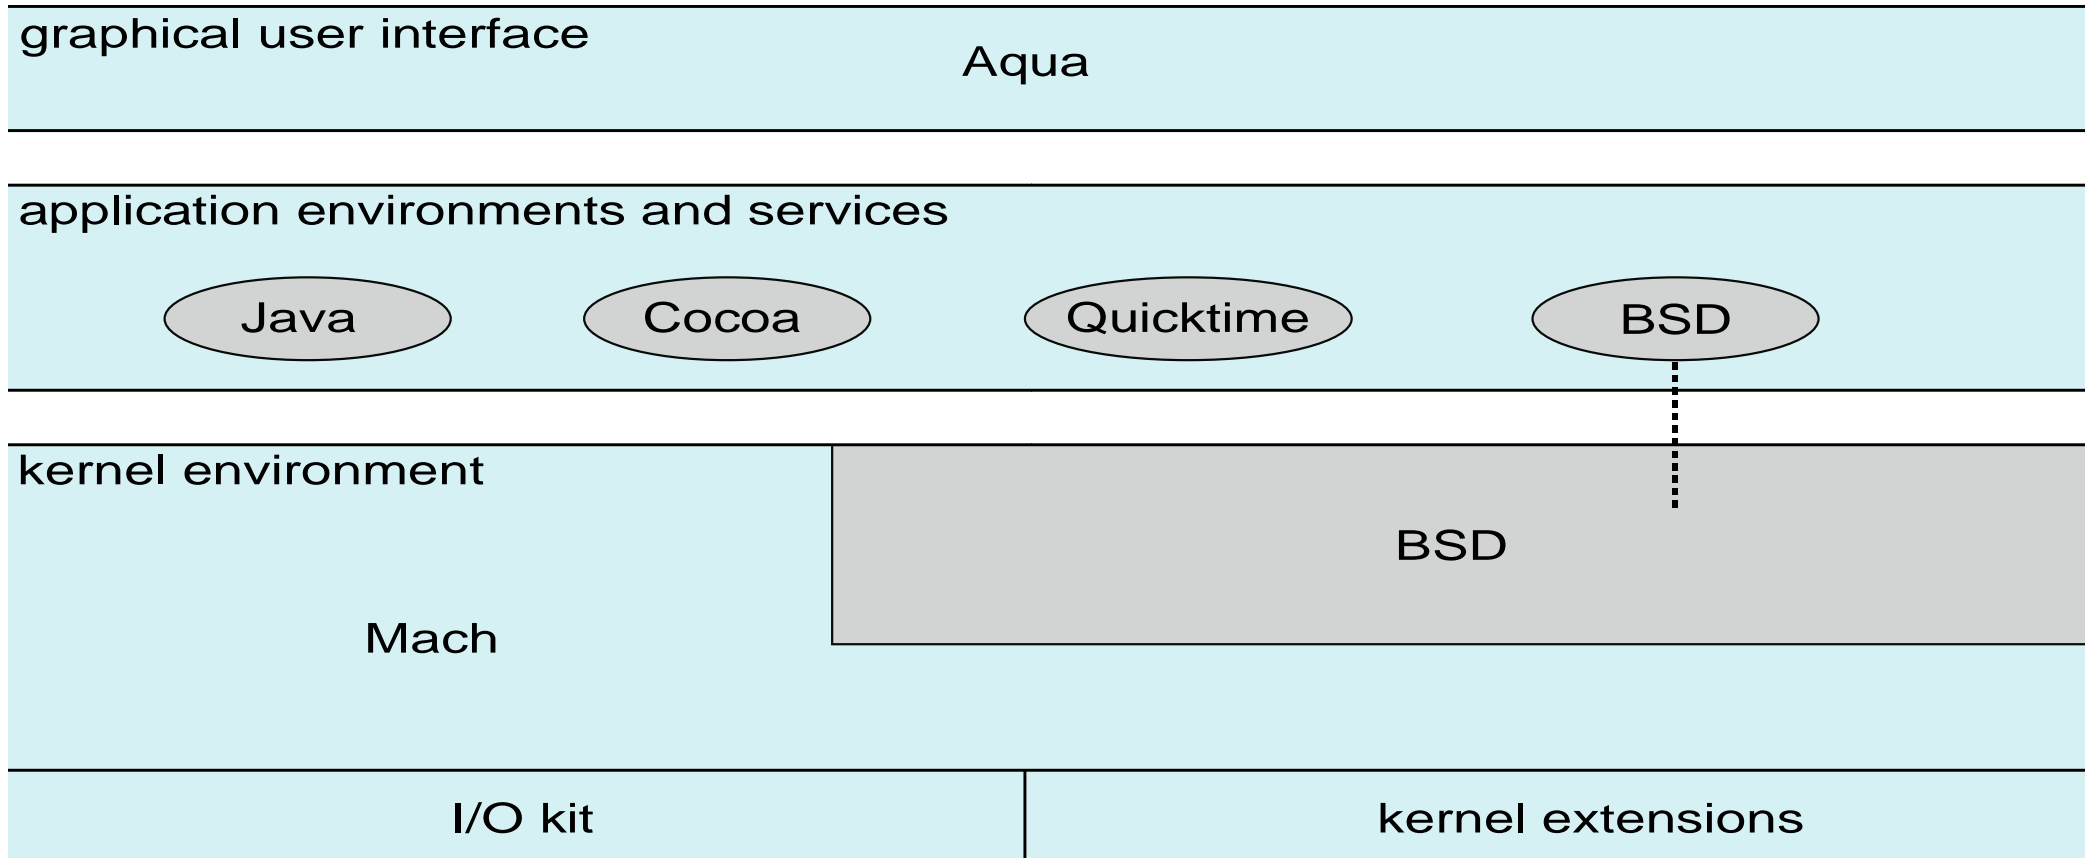 graphical user interface
Aqua
application environments and services
Java
Cocoa
Quicktime
BSD
kernel environment
BSD
Mach
I/O kit
kernel extensions